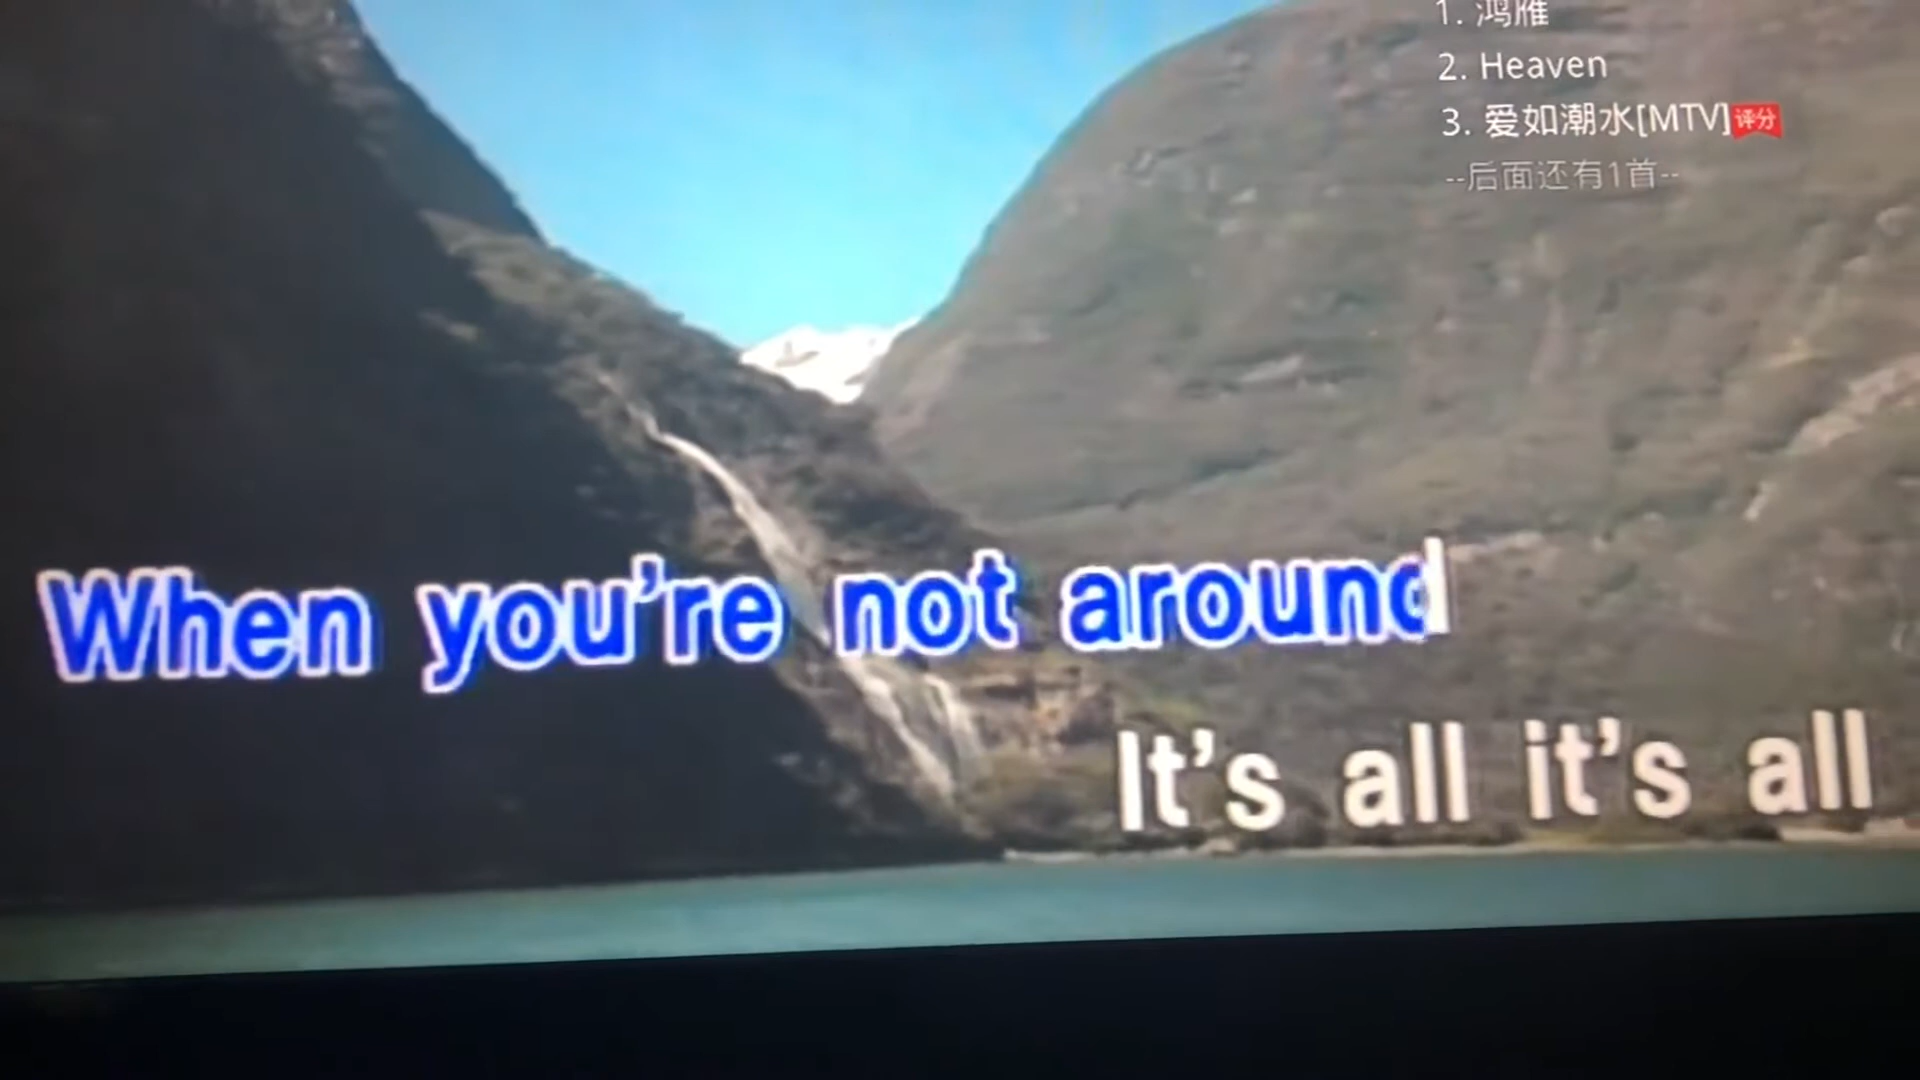 1. 鸿雁
2. Heaven
3. 爱如潮水[MTV]评分
--后面还有1首--
When you're not around
It's all it's all